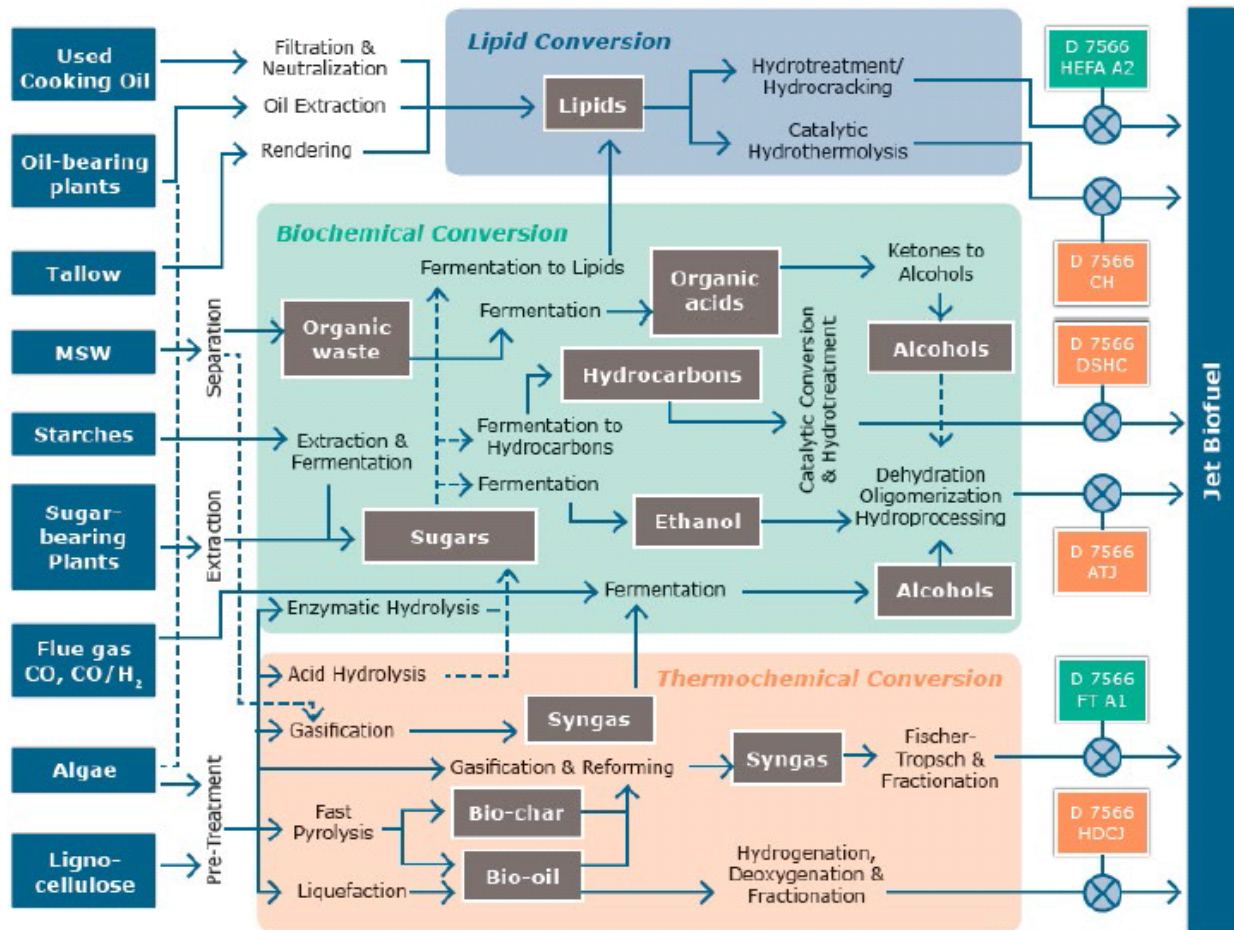 Used
Cooking Oil
Oil-bearing
plants
Tallow
MSW
Starches
Sugar-
bearing
Plants
Flue gas
CO, CO/H₂
Algae
Ligno-
cellulose
Filtration &
Neutralization
Oil Extraction
Rendering
Separation
Extraction
Pre-Treatment
Lipid Conversion
Lipids
Hydrotreatment/
Hydrocracking
Catalytic
Hydrothermolysis
Biochemical Conversion
Fermentation to Lipids
Organic
waste
Fermentation
Organic
acids
Ketones to
Alcohols
Alcohols
Hydrocarbons
Extraction &
Fermentation
Fermentation to
Hydrocarbons
Fermentation
Catalytic Conversion
& Hydrotreatment
Sugars
Ethanol
Dehydration
Oligomerization
Hydroprocessing
Enzymatic Hydrolysis
Fermentation
Alcohols
Thermochemical Conversion
Acid Hydrolysis
Gasification
Syngas
Gasification & Reforming
Syngas
Fischer-
Tropsch &
Fractionation
Fast
Pyrolysis
Bio-char
Bio-oil
Liquefaction
Hydrogenation,
Deoxygenation &
Fractionation
D 7566
HEFA A2
D 7566
CH
D 7566
DSHC
D 7566
ATJ
D 7566
FT A1
D 7566
HDCJ
Jet Biofuel